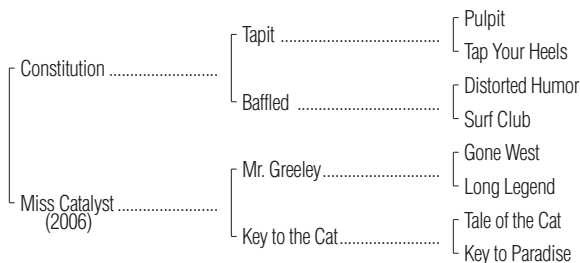 Pulpit
Tapit ........................................
Tap Your Heels
Constitution ...........................
Distorted Humor
Baffled ....................................
Surf Club
Gone West
Mr. Greeley.............................
Long Legend
Miss Catalyst .........................
(2006)
Tale of the Cat
Key to the Cat.........................
Key to Paradise